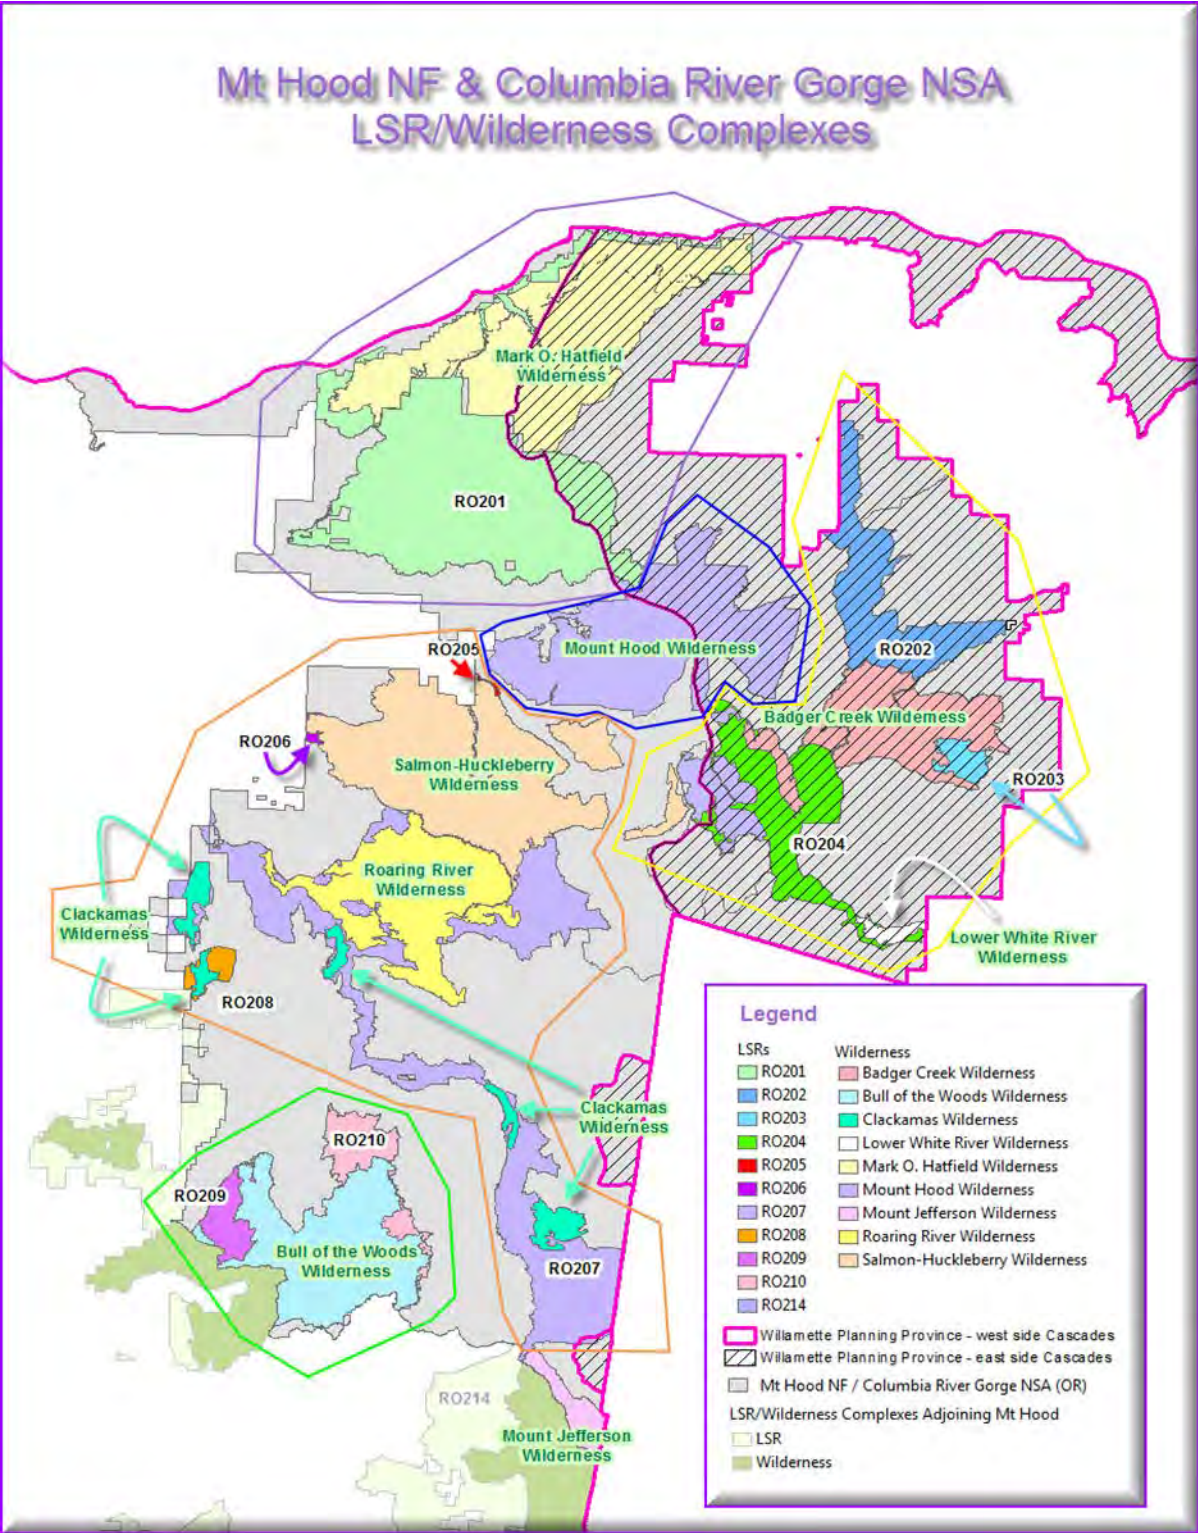 Mt Hood NF & Columbia River Gorge NSA
LSR/Wilderness Complexes
Mark O. Hatfield
Wilderness
RO201
RO205
Mount Hood Wilderness
RO202
Badger Creek Wilderness
RO206
Salmon-Huckleberry
Wilderness
RO203
RO204
Roaring River
Wilderness
Clackamas
Wilderness
Lower White River
Wilderness
RO208
Clackamas
Wilderness
RO210
RO209
Bull of the Woods
Wilderness
RO207
RO214
Mount Jefferson
Wilderness
Legend
LSRs
RO201
RO202
RO203
RO204
RO205
RO206
RO207
RO208
RO209
RO210
RO214
Wilderness
Badger Creek Wilderness
Bull of the Woods Wilderness
Clackamas Wilderness
Lower White River Wilderness
Mark O. Hatfield Wilderness
Mount Hood Wilderness
Mount Jefferson Wilderness
Roaring River Wilderness
Salmon-Huckleberry Wilderness
Willamette Planning Province - west side Cascades
Willamette Planning Province - east side Cascades
Mt Hood NF / Columbia River Gorge NSA (OR)
LSR/Wilderness Complexes Adjoining Mt Hood
LSR
Wilderness